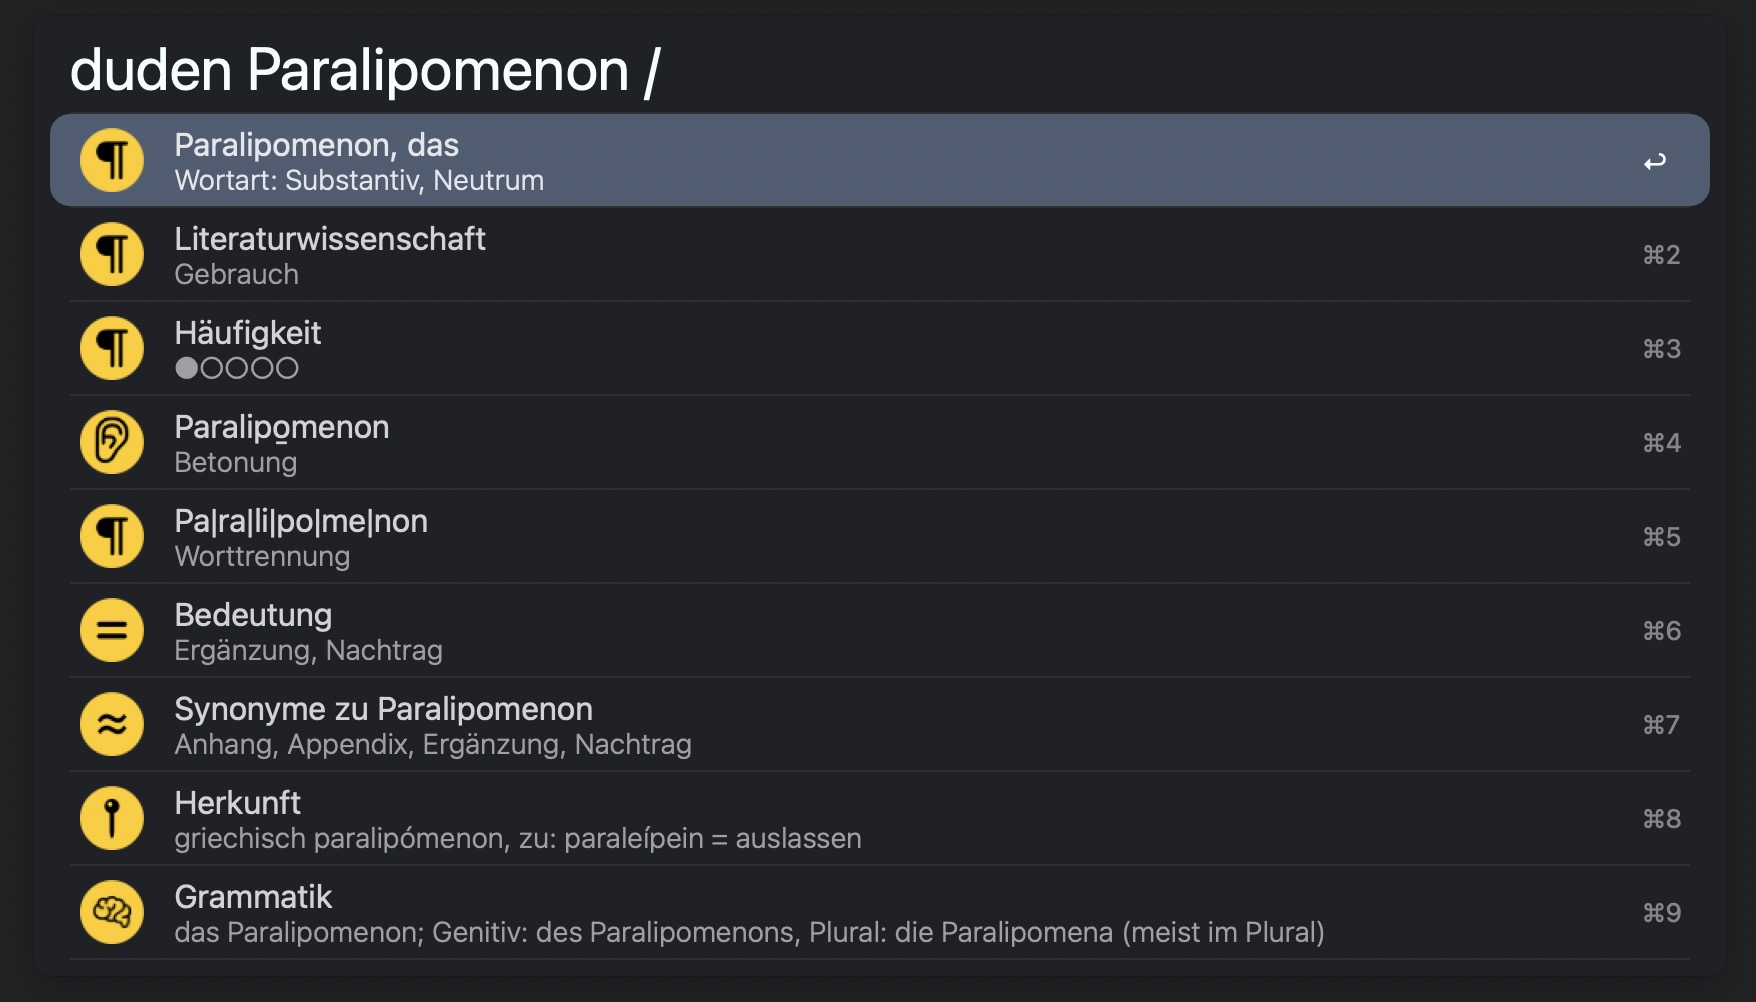 duden Paralipomenon /
¶
Paralipomenon, das
Wortart: Substantiv, Neutrum
↩
¶
Literaturwissenschaft
Gebrauch
⌘2
¶
Häufigkeit
●○○○○
⌘3
Paralipo̲menon
Betonung
⌘4
¶
Pa|ra|li|po|me|non
Worttrennung
⌘5
=
Bedeutung
Ergänzung, Nachtrag
⌘6
≈
Synonyme zu Paralipomenon
Anhang, Appendix, Ergänzung, Nachtrag
⌘7
Herkunft
griechisch paralipómenon, zu: paraleípein = auslassen
⌘8
Grammatik
das Paralipomenon; Genitiv: des Paralipomenons, Plural: die Paralipomena (meist im Plural)
⌘9